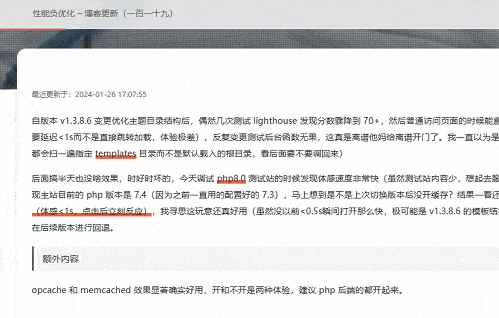 性能负优化 – 博客更新（一百一十九）
最近更新于：2024-01-26 17:07:55
自版本 v1.3.8.6 变更优化主题目录结构后，偶然几次测试 lighthouse 发现分数骤降到 70+，然后普通访问页面的时候能直
要延迟<1s而不是直接跳转加载，体验极差），反复变更测试后台函数无果，这真是离谱他妈给离谱开门了。我一直以为是
都会扫一遍指定 templates 目录而不是默认载入的根目录，看后面要不要调回来）
后面搞半天也没啥效果，时好时坏的，今天调试 php8.0 测试站的时候发现体感速度非常快（虽然测试站内容少，想起去服
现主站目前的 php 版本是 7.4（因为之前一直用的配置好的 7.3），马上想到是不是上次切换版本后没开缓存？结果一看还
（体感<1s，点击后立刻反应），我寻思这玩意还真好用（虽然没以前<0.5s瞬间打开那么快，极可能是 v1.3.8.6 的模板结
在后续版本进行回退。
额外内容
opcache 和 memcached 效果显著确实好用，开和不开是两种体验，建议 php 后端的都开起来。